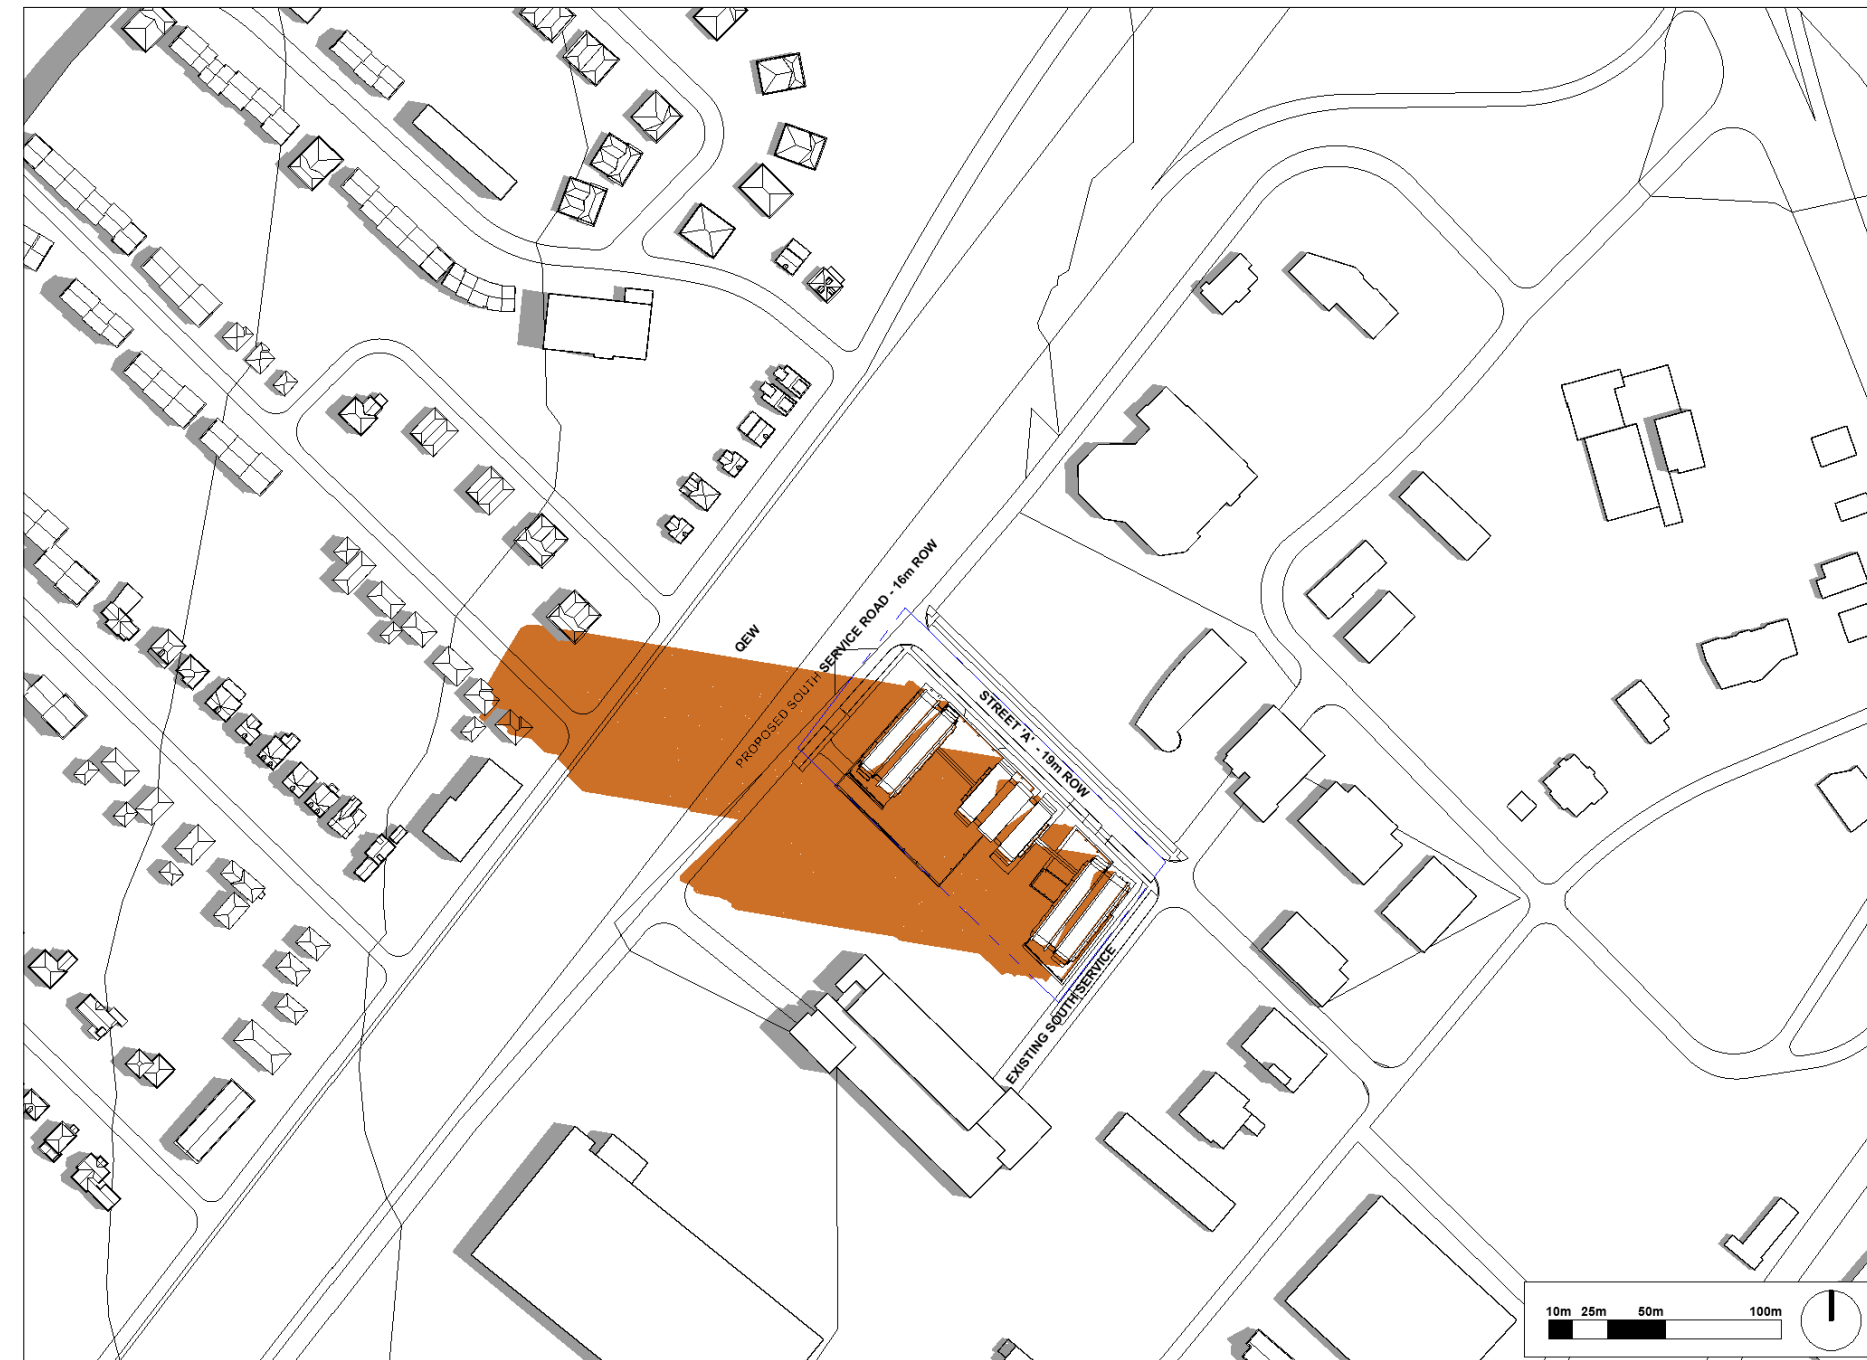 QEW
PROPOSED SOUTH SERVICE ROAD - 16m ROW
STREET 'A' - 19m ROW
EXISTING SOUTH SERVICE
10m 25m 50m 100m